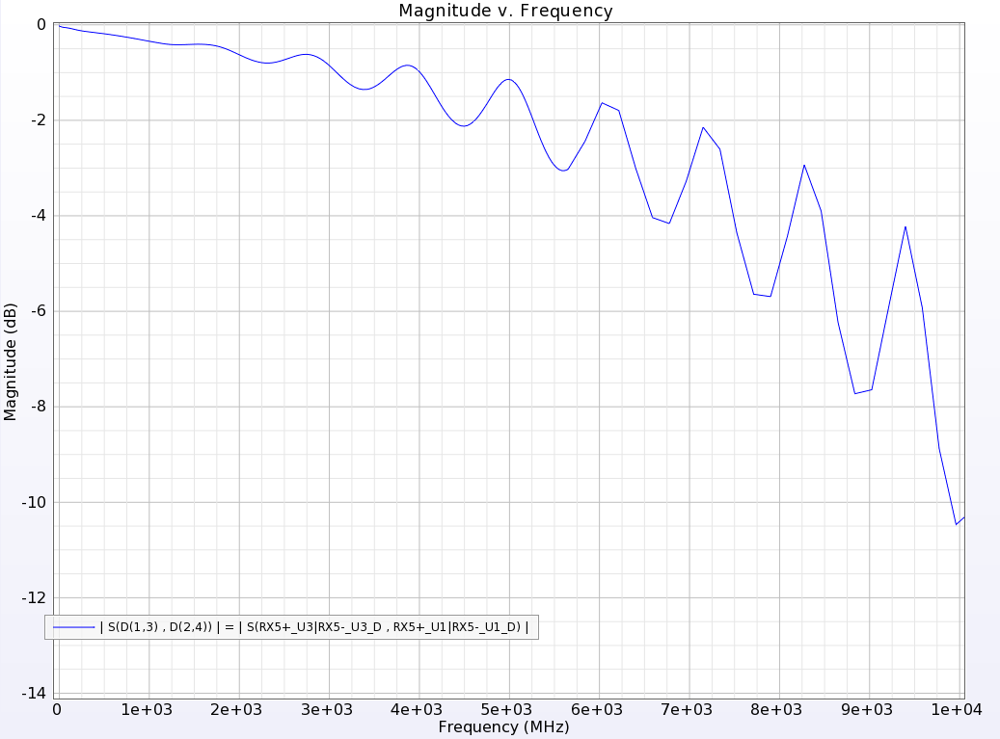 Magnitude v. Frequency
0
-2
-4
-6
-8
-10
-12
-14
Magnitude (dB)
| S(D(1,3) , D(2,4)) | = | S(RX5+_U3|RX5-_U3_D , RX5+_U1|RX5-_U1_D) |
0 1e+03 2e+03 3e+03 4e+03 5e+03 6e+03 7e+03 8e+03 9e+03 1e+04
Frequency (MHz)